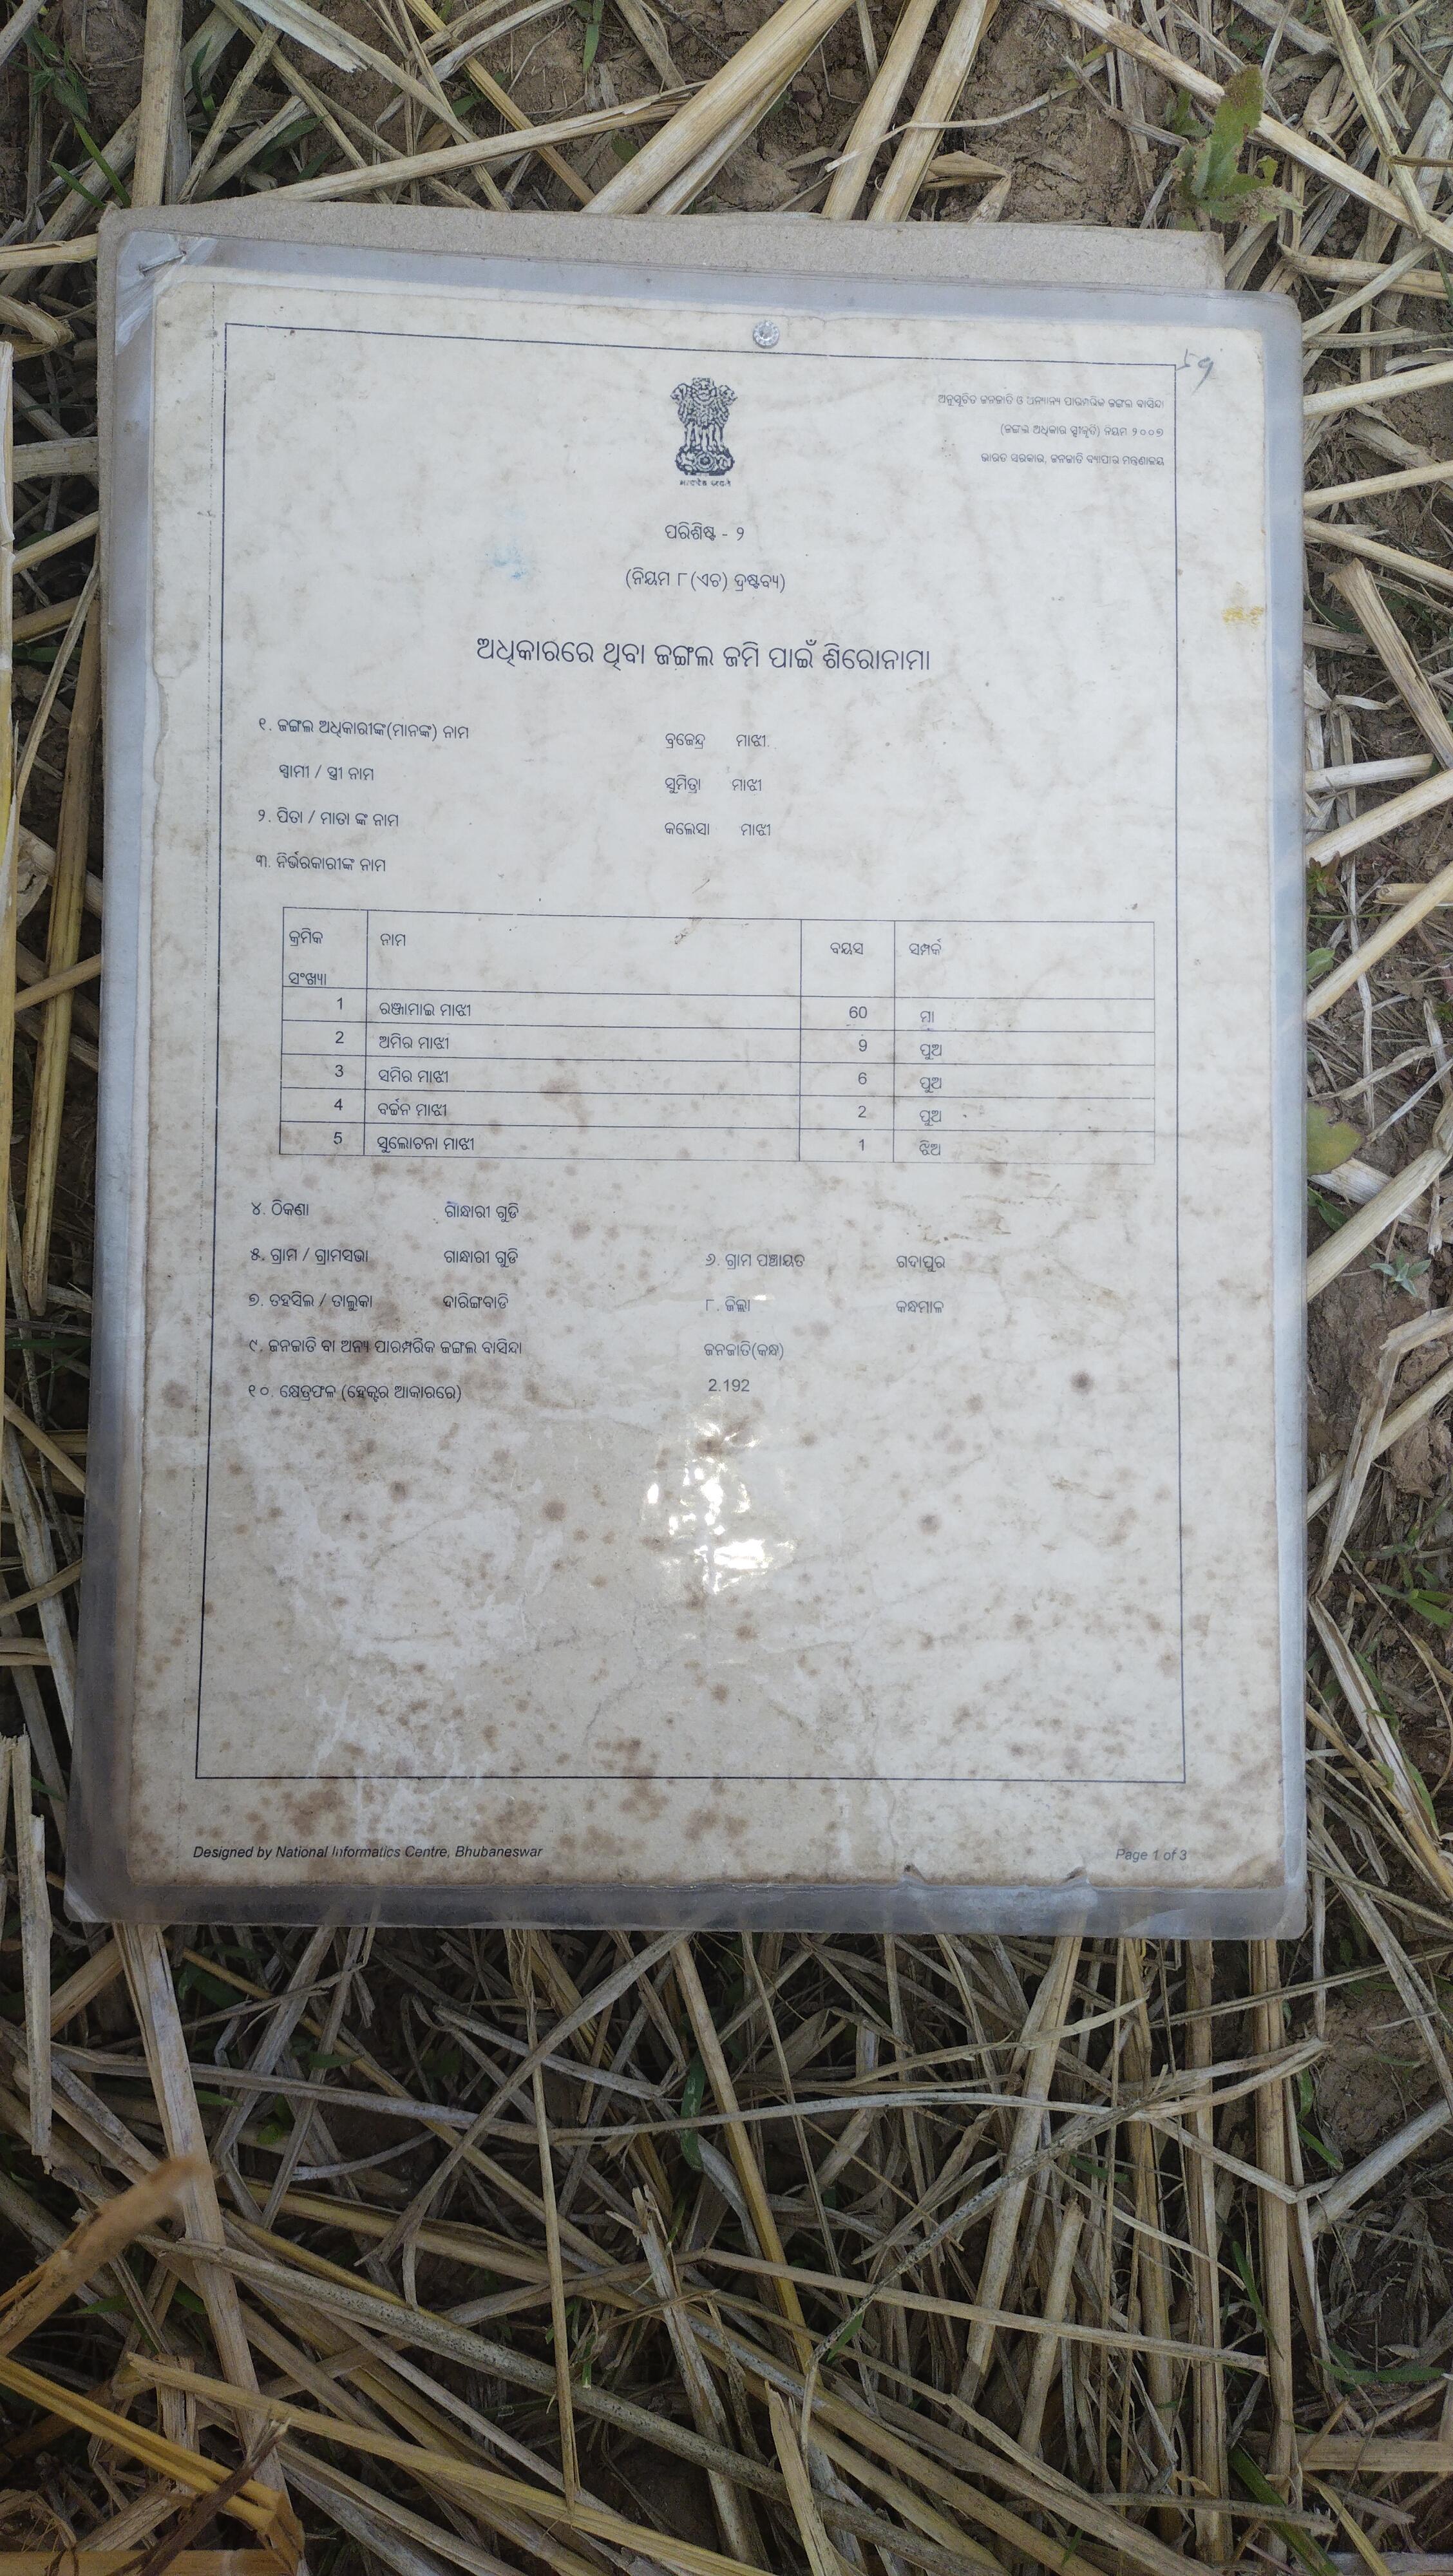 ଅନୁସୂଚିତ ଜନଜାତି ଓ ଅନ୍ୟାନ୍ୟ ପାରମ୍ପରିକ ଜଙ୍ଗଲ ବାସିନ୍ଦା
(ଜଙ୍ଗଲ ଅଧିକାର ସ୍ବୀକୃତି) ନିୟମ ୨୦୦୭
ଭାରତ ସରକାର, ଜନଜାତି ବ୍ୟାପାର ମନ୍ତ୍ରଣାଳୟ
ପରିଶିଷ୍ଟ - ୨
(ନିୟମ ୮(ଏଚ) ଦ୍ରଷ୍ଟବ୍ୟ)
ଅଧିକାରରେ ଥିବା ଜଙ୍ଗଲ ଜମି ପାଇଁ ଶିରୋନାମା
୧. ଜଙ୍ଗଲ ଅଧିକାରୀଙ୍କ(ମାନଙ୍କ) ନାମ ବ୍ରଜେନ୍ଦ୍ର ମାଝୀ.
ସ୍ୱାମୀ / ସ୍ତ୍ରୀ ନାମ ସୁମିତ୍ରା ମାଝୀ
୨. ପିତା / ମାତା ଙ୍କ ନାମ କଲେସା ମାଝୀ
୩. ନିର୍ଭରକାରୀଙ୍କ ନାମ
କ୍ରମିକ ସଂଖ୍ୟା ନାମ ବୟସ ସମ୍ପର୍କ
1 ରଞ୍ଜାମାଇ ମାଝୀ 60 ମା
2 ଅମିର ମାଝୀ 9 ପୁଅ
3 ସମିର ମାଝୀ 6 ପୁଅ
4 ବର୍ଚ୍ଚନ ମାଝୀ 2 ପୁଅ
5 ସୁଲୋଚନା ମାଝୀ 1 ଝିଅ
୪. ଠିକଣା ଗାନ୍ଧାରୀ ଗୁଡି
୫. ଗ୍ରାମ / ଗ୍ରାମସଭା ଗାନ୍ଧାରୀ ଗୁଡି ୬. ଗ୍ରାମ ପଞ୍ଚାୟତ ଗଦାପୁର
୭. ତହସିଲ / ତାଲୁକା ଦାରିଙ୍ଗବାଡି ୮. ଜିଲ୍ଲା କନ୍ଧମାଳ
୯. ଜନଜାତି ବା ଅନ୍ୟ ପାରମ୍ପରିକ ଜଙ୍ଗଲ ବାସିନ୍ଦା ଜନଜାତି(କନ୍ଧ)
୧୦. କ୍ଷେତ୍ରଫଳ (ହେକ୍ଟର ଆକାରରେ) 2.192
Designed by National Informatics Centre, Bhubaneswar Page 1 of 3